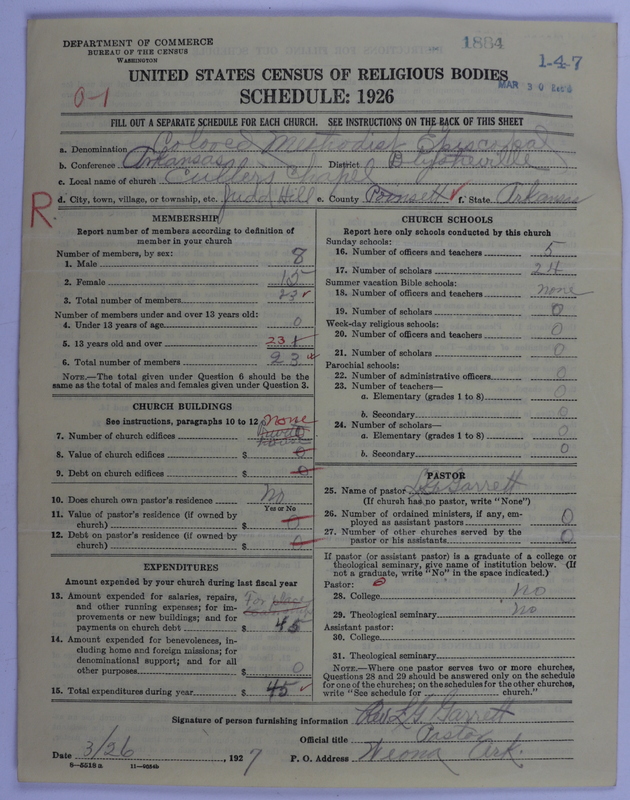 DEPARTMENT OF COMMERCE
BUREAU OF THE CENSUS
WASHINGTON
1884
1-4-7
MAR 30 Rec'd
UNITED STATES CENSUS OF RELIGIOUS BODIES
0-1
SCHEDULE: 1926
FILL OUT A SEPARATE SCHEDULE FOR EACH CHURCH. SEE INSTRUCTIONS ON THE BACK OF THIS SHEET
a. Denomination Colored Methodist Episcopal
b. Conference Arkansas District Blytheville
c. Local name of church Cullers Chapel
R.
d. City, town, village, or township, etc. Judd Hill e. County Poinsett f. State Arkansas
MEMBERSHIP
Report number of members according to definition of member in your church
Number of members, by sex:
1. Male 8
2. Female 15
3. Total number of members 23
Number of members under and over 13 years old:
4. Under 13 years of age 0
5. 13 years old and over 23
6. Total number of members 23
NOTE.—The total given under Question 6 should be the same as the total of males and females given under Question 3.
CHURCH BUILDINGS
See instructions, paragraphs 10 to 12 none
7. Number of church edifices
8. Value of church edifices $ 0
9. Debt on church edifices $ 0
10. Does church own pastor's residence No
Yes or No
11. Value of pastor's residence (if owned by church) $ 0
12. Debt on pastor's residence (if owned by church) $ 0
EXPENDITURES
Amount expended by your church during last fiscal year
13. Amount expended for salaries, repairs, and other running expenses; for improvements or new buildings; and for payments on church debt $ 45
For place
14. Amount expended for benevolences, including home and foreign missions; for denominational support; and for all other purposes $ 0
15. Total expenditures during year $ 45
CHURCH SCHOOLS
Report here only schools conducted by this church
Sunday schools:
16. Number of officers and teachers 5
17. Number of scholars 24
Summer vacation Bible schools:
18. Number of officers and teachers none
19. Number of scholars 0
Week-day religious schools:
20. Number of officers and teachers 0
21. Number of scholars 0
Parochial schools:
22. Number of administrative officers 0
23. Number of teachers—
a. Elementary (grades 1 to 8) 0
b. Secondary 0
24. Number of scholars—
a. Elementary (grades 1 to 8) 0
b. Secondary 0
PASTOR
25. Name of pastor L. G. Garrett
(If church has no pastor, write "None")
26. Number of ordained ministers, if any, employed as assistant pastors 0
27. Number of other churches served by the pastor or his assistants 0
If pastor (or assistant pastor) is a graduate of a college or theological seminary, give name of institution below. (If not a graduate, write "No" in the space indicated.)
Pastor:
28. College No
29. Theological seminary No
Assistant pastor:
30. College
31. Theological seminary
NOTE.—Where one pastor serves two or more churches, Questions 28 and 29 should be answered only on the schedule for one of the churches; on the schedules for the other churches, write "See schedule for church."
Signature of person furnishing information Rev L. G. Garrett
Official title Pastor
Date 3/26, 1927 P. O. Address Weona Ark.
8—5518a 11—9564b